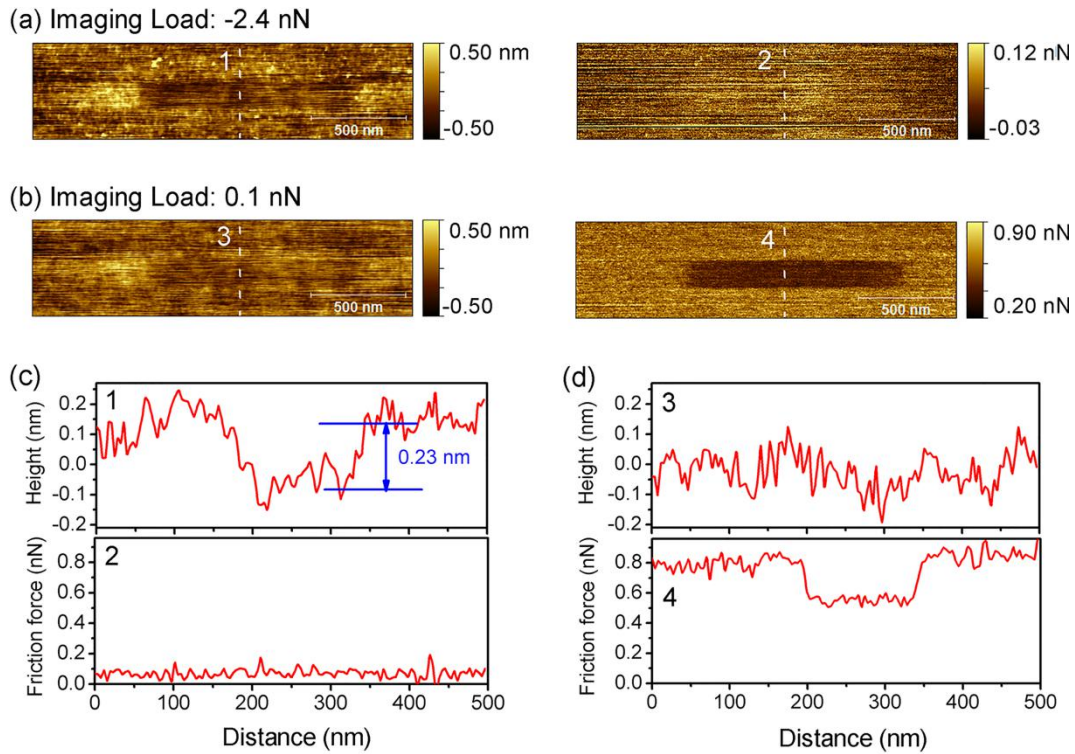 (a) Imaging Load: -2.4 nN
1
500 nm
0.50 nm
-0.50
2
500 nm
0.12 nN
-0.03
(b) Imaging Load: 0.1 nN
3
500 nm
0.50 nm
-0.50
4
500 nm
0.90 nN
0.20 nN
(c)
1
Height (nm)
0.2
0.1
0.0
-0.1
-0.2
0.23 nm
2
Friction force (nN)
0.8
0.6
0.4
0.2
0.0
0 100 200 300 400 500
Distance (nm)
(d)
3
Height (nm)
0.2
0.1
0.0
-0.1
-0.2
4
Friction force (nN)
0.8
0.6
0.4
0.2
0.0
0 100 200 300 400 500
Distance (nm)